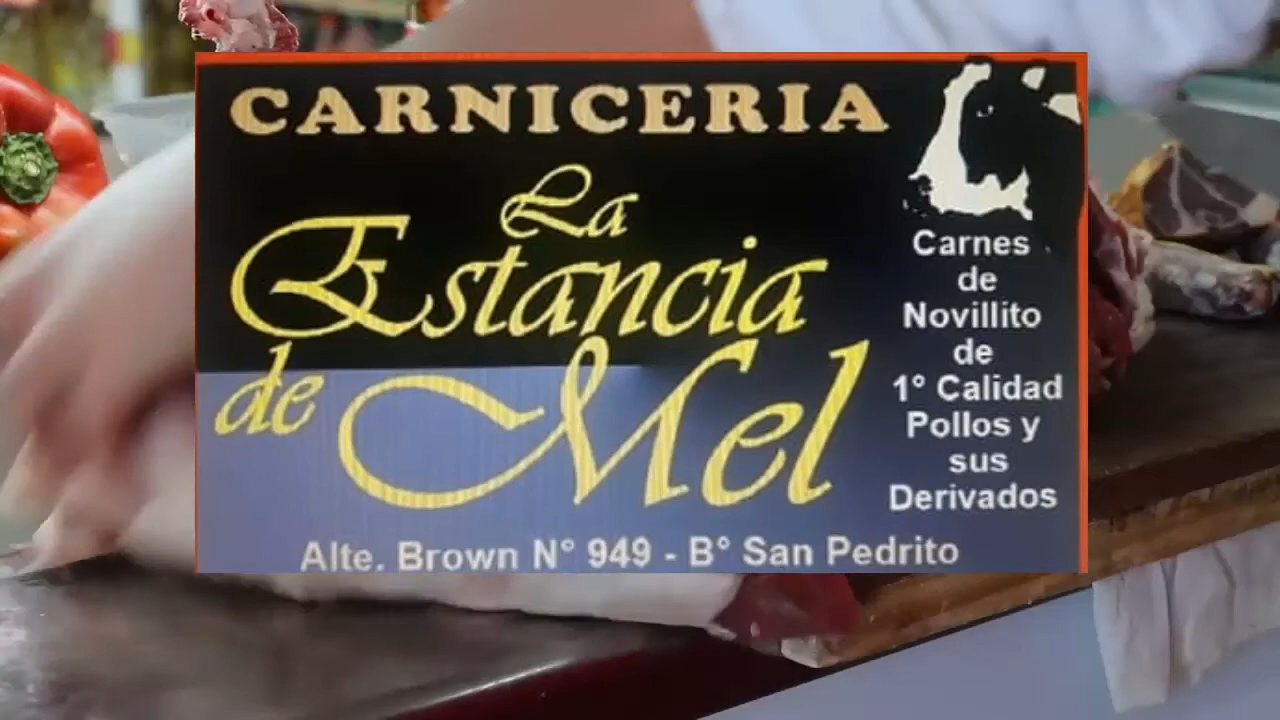 CARNICERIA
La
Estancia
de Mel
Carnes
de
Novillito
de
1° Calidad
Pollos y
sus
Derivados
Alte. Brown N° 949 - B° San Pedrito